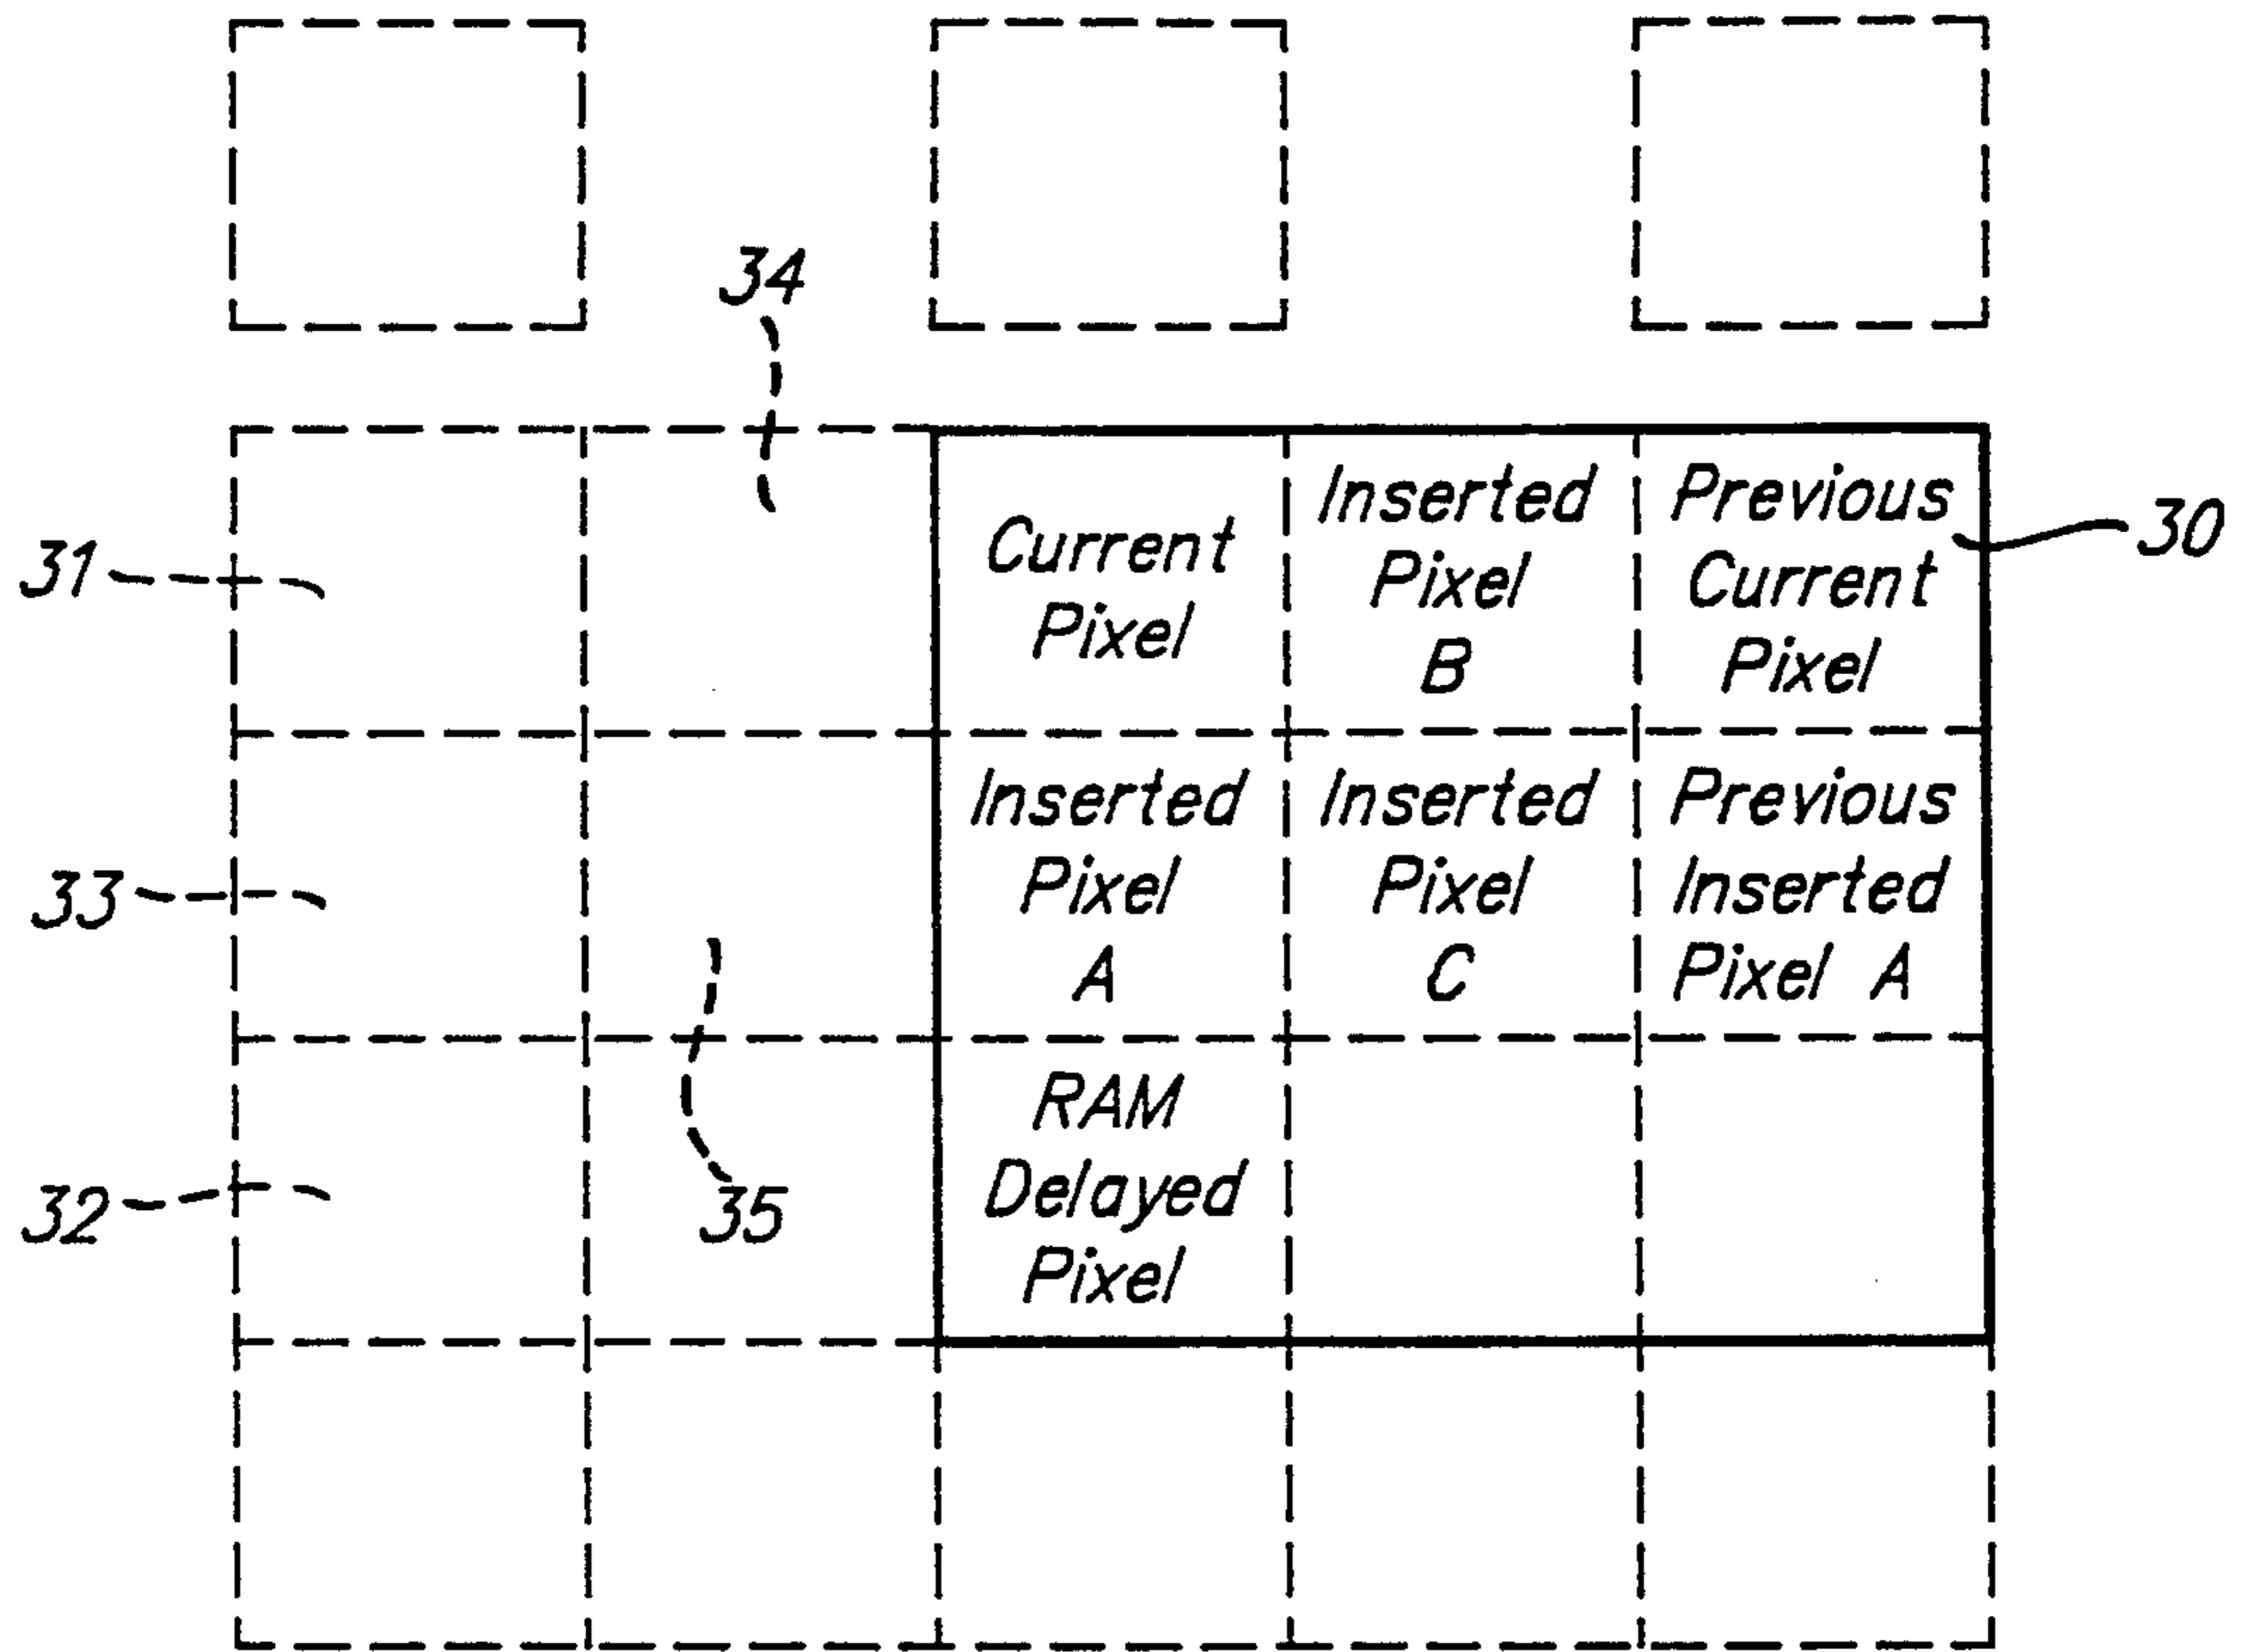 34
31
Current
Pixel
Inserted
Pixel
B
Previous
Current
Pixel
30
33
Inserted
Pixel
A
Inserted
Pixel
C
Previous
Inserted
Pixel A
32
35
RAM
Delayed
Pixel